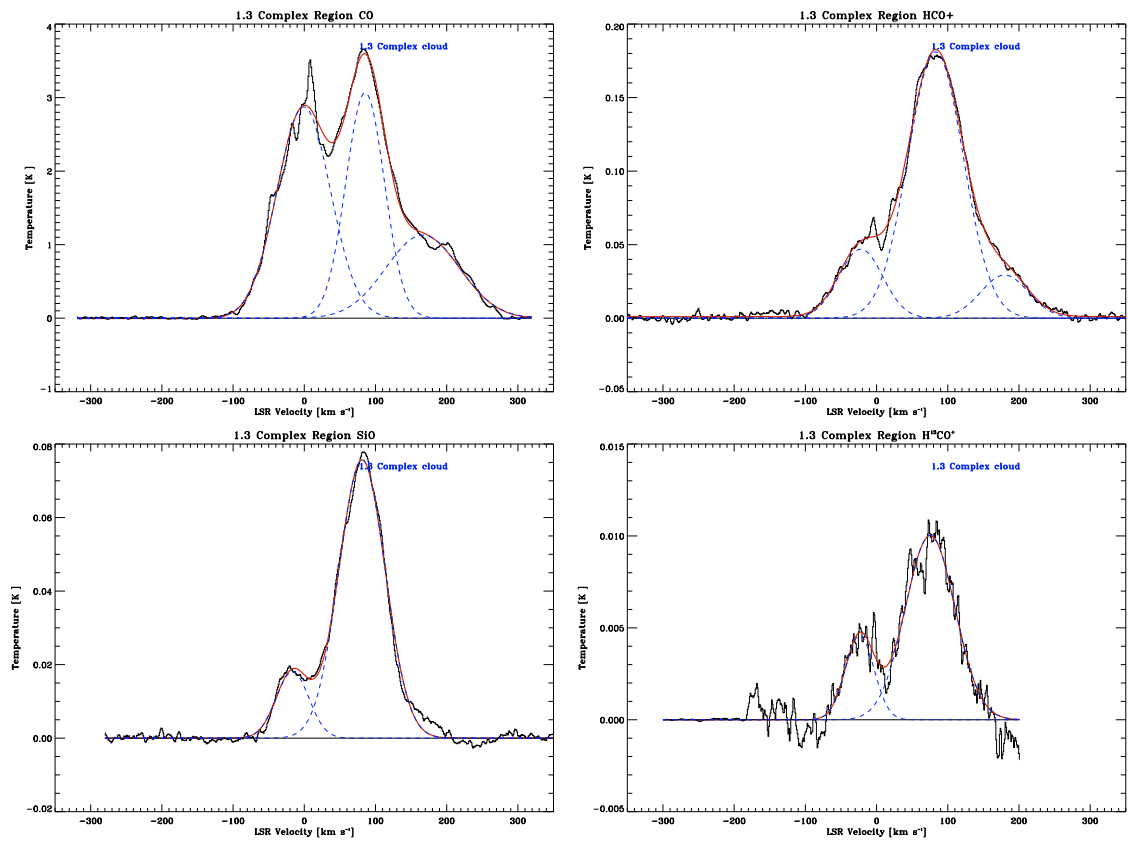 1.3 Complex Region CO
1.3 Complex cloud
4
3
2
1
0
−1
Temperature [K ]
−300 −200 −100 0 100 200 300
LSR Velocity [km s⁻¹]
1.3 Complex Region HCO+
1.3 Complex cloud
0.20
0.15
0.10
0.05
0.00
−0.05
Temperature [K ]
−300 −200 −100 0 100 200 300
LSR Velocity [km s⁻¹]
1.3 Complex Region SiO
1.3 Complex cloud
0.08
0.06
0.04
0.02
0.00
−0.02
Temperature [K ]
−300 −200 −100 0 100 200 300
LSR Velocity [km s⁻¹]
1.3 Complex Region H¹³CO⁺
1.3 Complex cloud
0.015
0.010
0.005
0.000
−0.005
Temperature [K ]
−300 −200 −100 0 100 200 300
LSR Velocity [km s⁻¹]